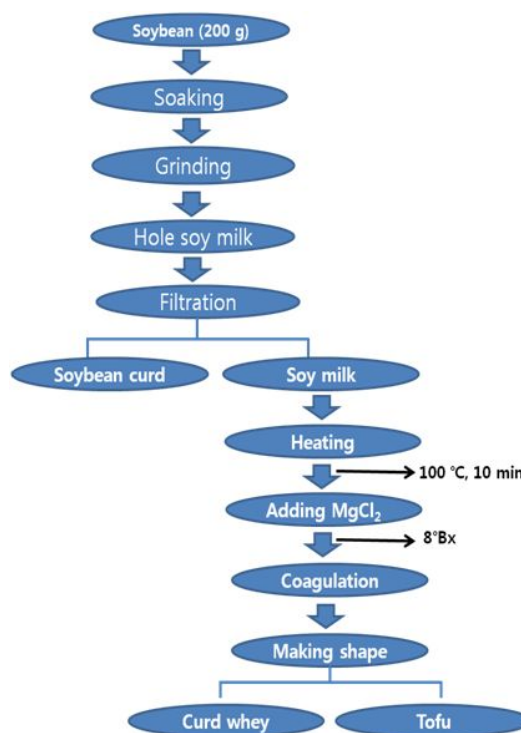 Soybean (200 g)
Soaking
Grinding
Hole soy milk
Filtration
Soybean curd
Soy milk
Heating
100 ℃, 10 min
Adding MgCl₂
8°Bx
Coagulation
Making shape
Curd whey
Tofu